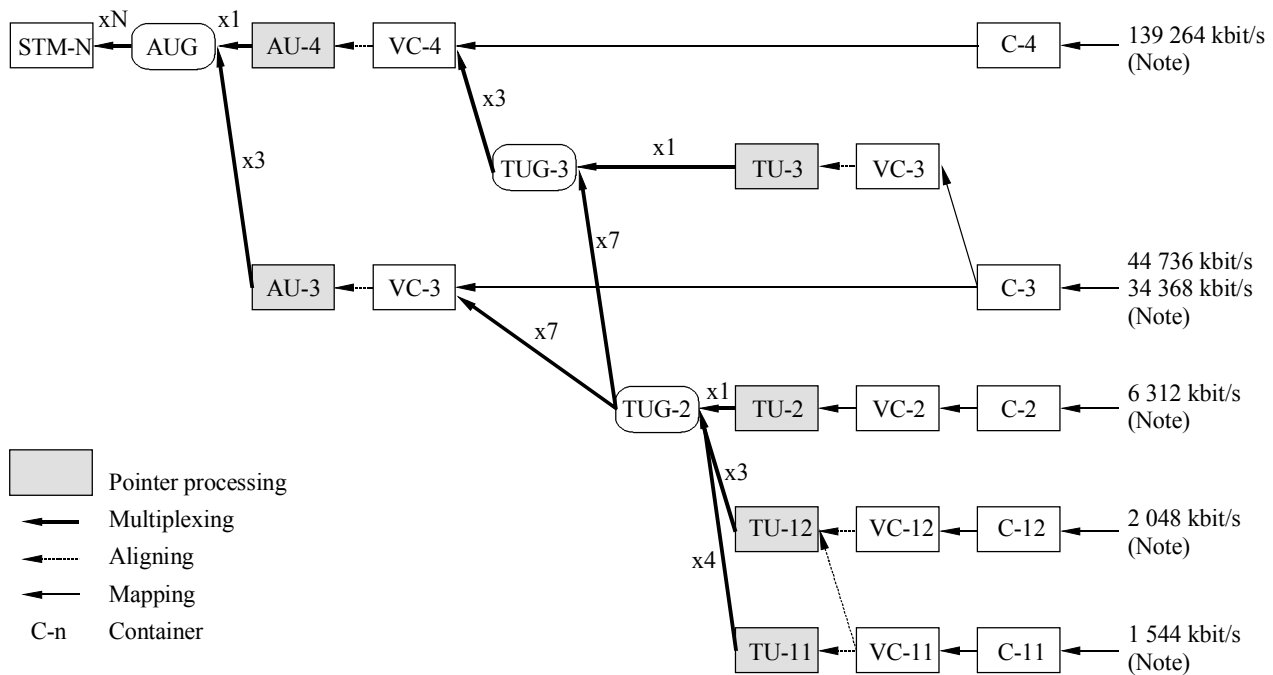 xN
x1
STM-N
AUG
AU-4
VC-4
C-4
139 264 kbit/s
(Note)
x3
x1
x3
TUG-3
TU-3
VC-3
x7
AU-3
VC-3
C-3
44 736 kbit/s
34 368 kbit/s
(Note)
x7
x1
TUG-2
TU-2
VC-2
C-2
6 312 kbit/s
(Note)
x3
Pointer processing
Multiplexing
TU-12
VC-12
C-12
2 048 kbit/s
(Note)
Aligning
x4
Mapping
C-n Container
TU-11
VC-11
C-11
1 544 kbit/s
(Note)